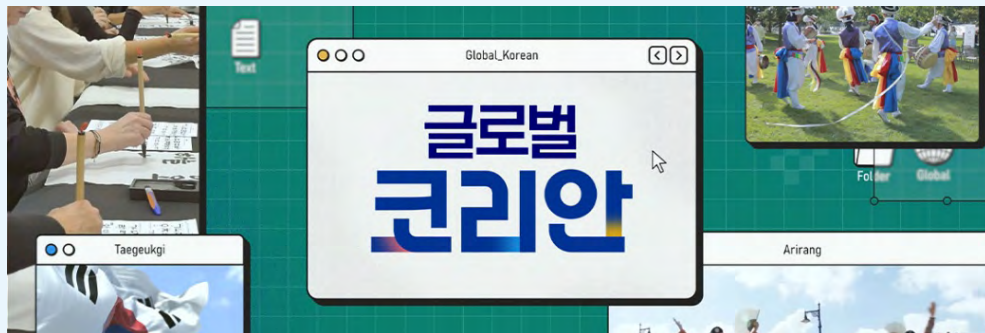 Text
Global_Korean
글로벌
코리안
Folder
Global
Taegeukgi
Arirang